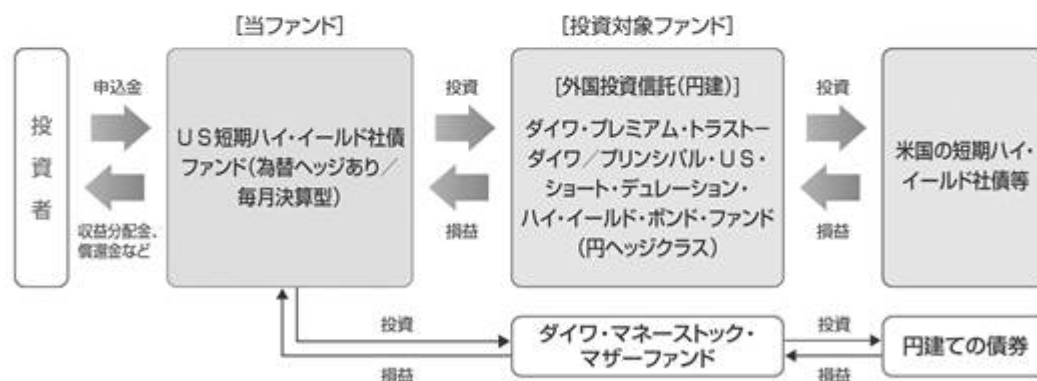 [当ファンド]
[投資対象ファンド]
投資者
申込金
収益分配金、
償還金など
US短期ハイ・イールド社債
ファンド(為替ヘッジあり／
毎月決算型)
投資
損益
[外国投資信託(円建)]
ダイワ・プレミアム・トラストー
ダイワ／プリンシパル・US・
ショート・デュレーション・
ハイ・イールド・ボンド・ファンド
(円ヘッジクラス)
投資
損益
米国の短期ハイ・
イールド社債等
投資
損益
ダイワ・マネーストック・
マザーファンド
投資
損益
円建ての債券